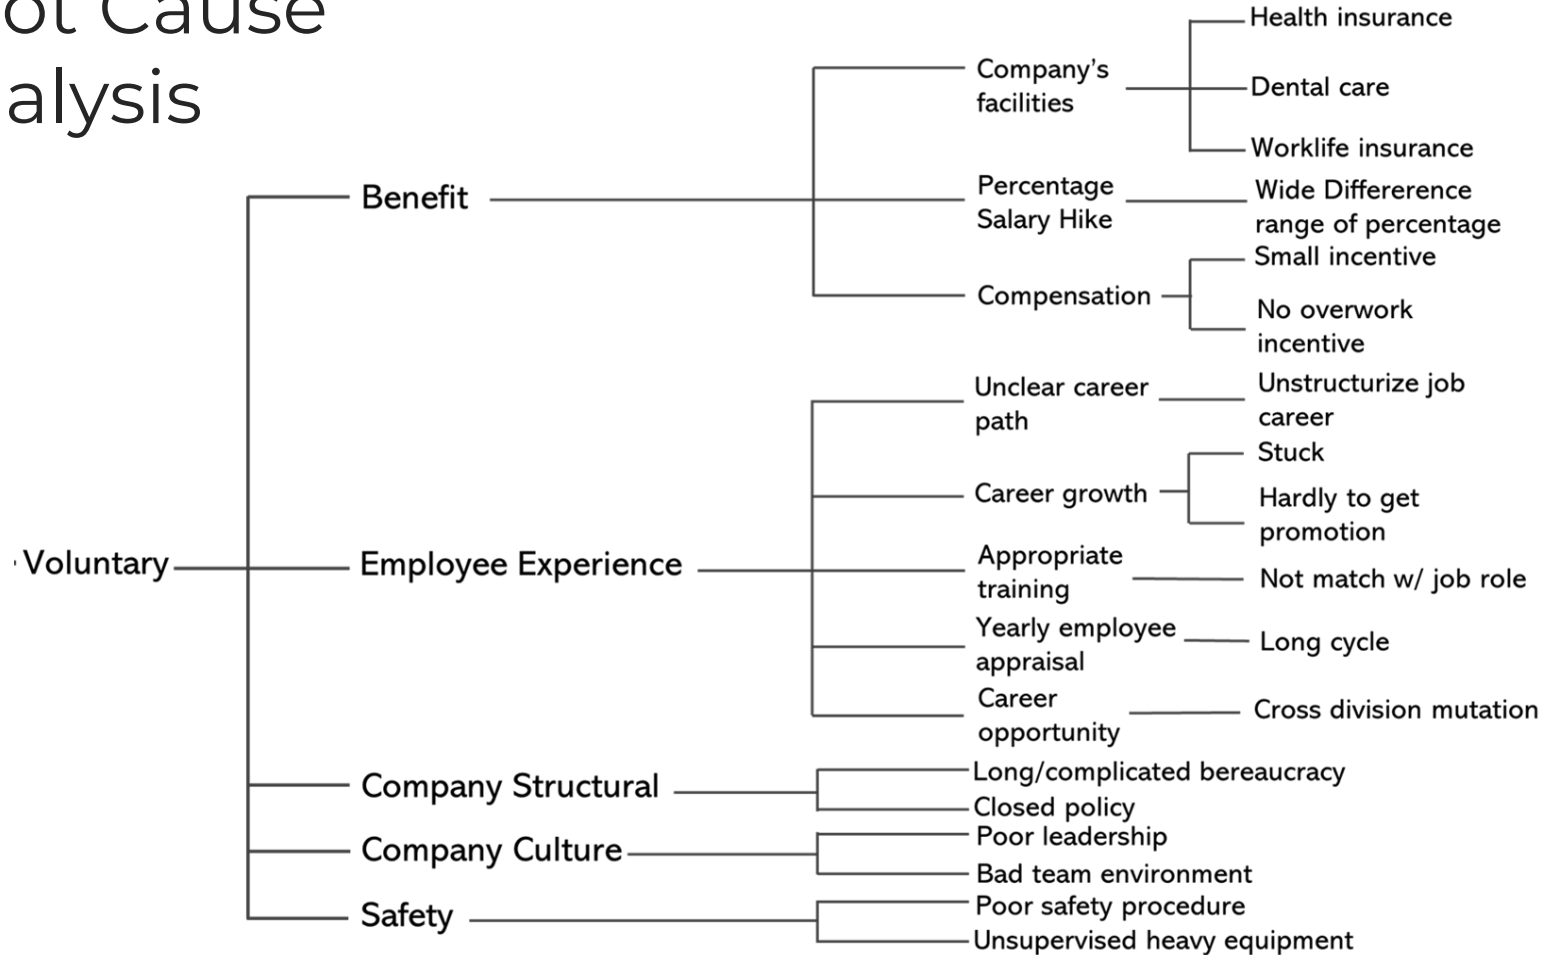 ot Cause
alysis
Voluntary
Benefit
Company's
facilities
Health insurance
Dental care
Worklife insurance
Percentage
Salary Hike
Wide Differerence
range of percentage
Compensation
Small incentive
No overwork
incentive
Employee Experience
Unclear career
path
Unstructurize job
career
Career growth
Stuck
Hardly to get
promotion
Appropriate
training
Not match w/ job role
Yearly employee
appraisal
Long cycle
Career
opportunity
Cross division mutation
Company Structural
Long/complicated bereaucracy
Closed policy
Company Culture
Poor leadership
Bad team environment
Safety
Poor safety procedure
Unsupervised heavy equipment